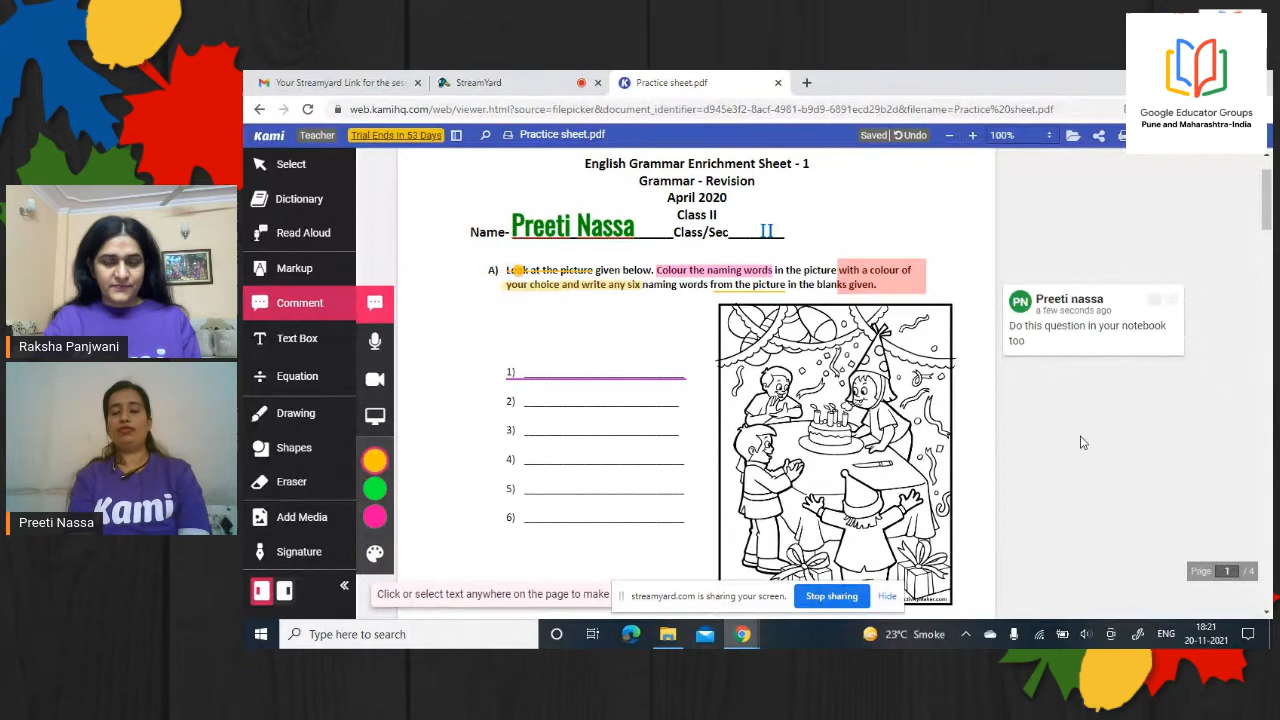 Google Educator Groups
Pune and Maharashtra-India
Your Streamyard Link for the ses
StreamYard
Practice sheet.pdf
web.kamihq.com/web/viewer.html?source=filepicker&document_identifier=d945e3f2-8acf-4981-b9d9-6891ecd29b2d&filename=Practice%20sheet.pdf
Kami
Teacher
Trial Ends In 53 Days
Practice sheet.pdf
Saved
Undo
100%
Select
Dictionary
Read Aloud
Markup
Comment
Text Box
Equation
Drawing
Shapes
Eraser
Add Media
Signature
English Grammar Enrichment Sheet - 1
Grammar - Revision
April 2020
Class II
Name- Preeti Nassa Class/Sec II
A) Look at the picture given below. Colour the naming words in the picture with a colour of
your choice and write any six naming words from the picture in the blanks given.
1)
2)
3)
4)
5)
6)
PN
Preeti nassa
a few seconds ago
Do this question in your notebook
too
Page 1 / 4
Click or select text anywhere on the page to make
streamyard.com is sharing your screen.
Stop sharing
Hide
Type here to search
23°C Smoke
ENG
18:21
20-11-2021
Kami
Raksha Panjwani
Kami
Preeti Nassa